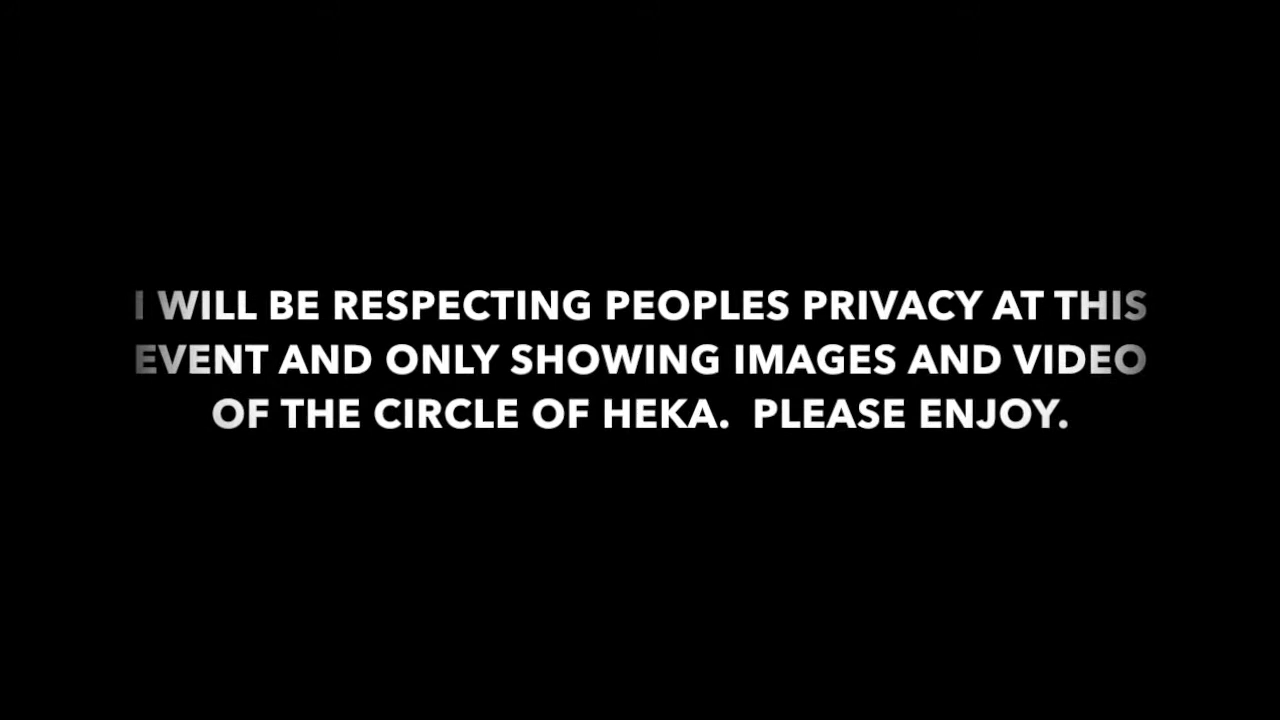 I WILL BE RESPECTING PEOPLES PRIVACY AT THIS
EVENT AND ONLY SHOWING IMAGES AND VIDEO
OF THE CIRCLE OF HEKA.  PLEASE ENJOY.